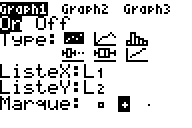 Graph1 Graph2 Graph3
On Off
Type:
ListeX:L1
ListeY:L2
Marque: